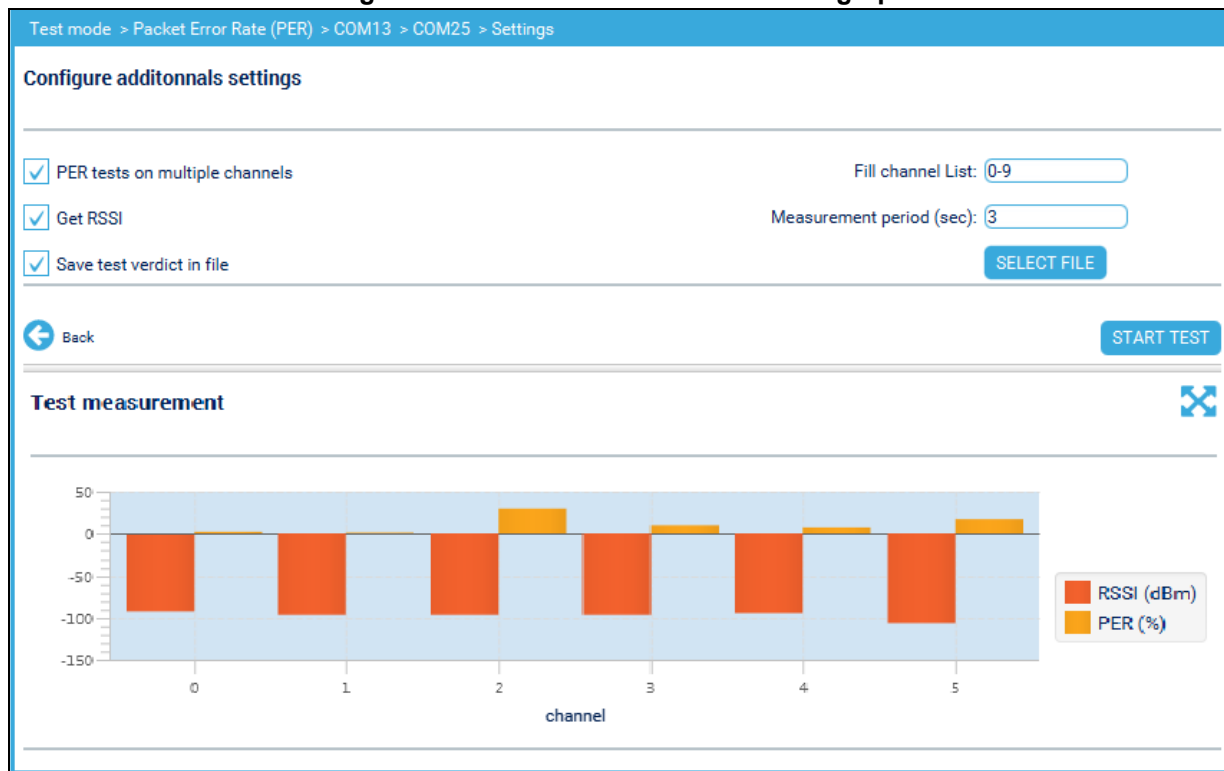 Test mode > Packet Error Rate (PER) > COM13 > COM25 > Settings
Configure additonnals settings
PER tests on multiple channels
Fill channel List: 0-9
Get RSSI
Measurement period (sec): 3
Save test verdict in file
SELECT FILE
Back
START TEST
Test measurement
50
0
-50
-100
-150
0 1 2 3 4 5
channel
RSSI (dBm)
PER (%)